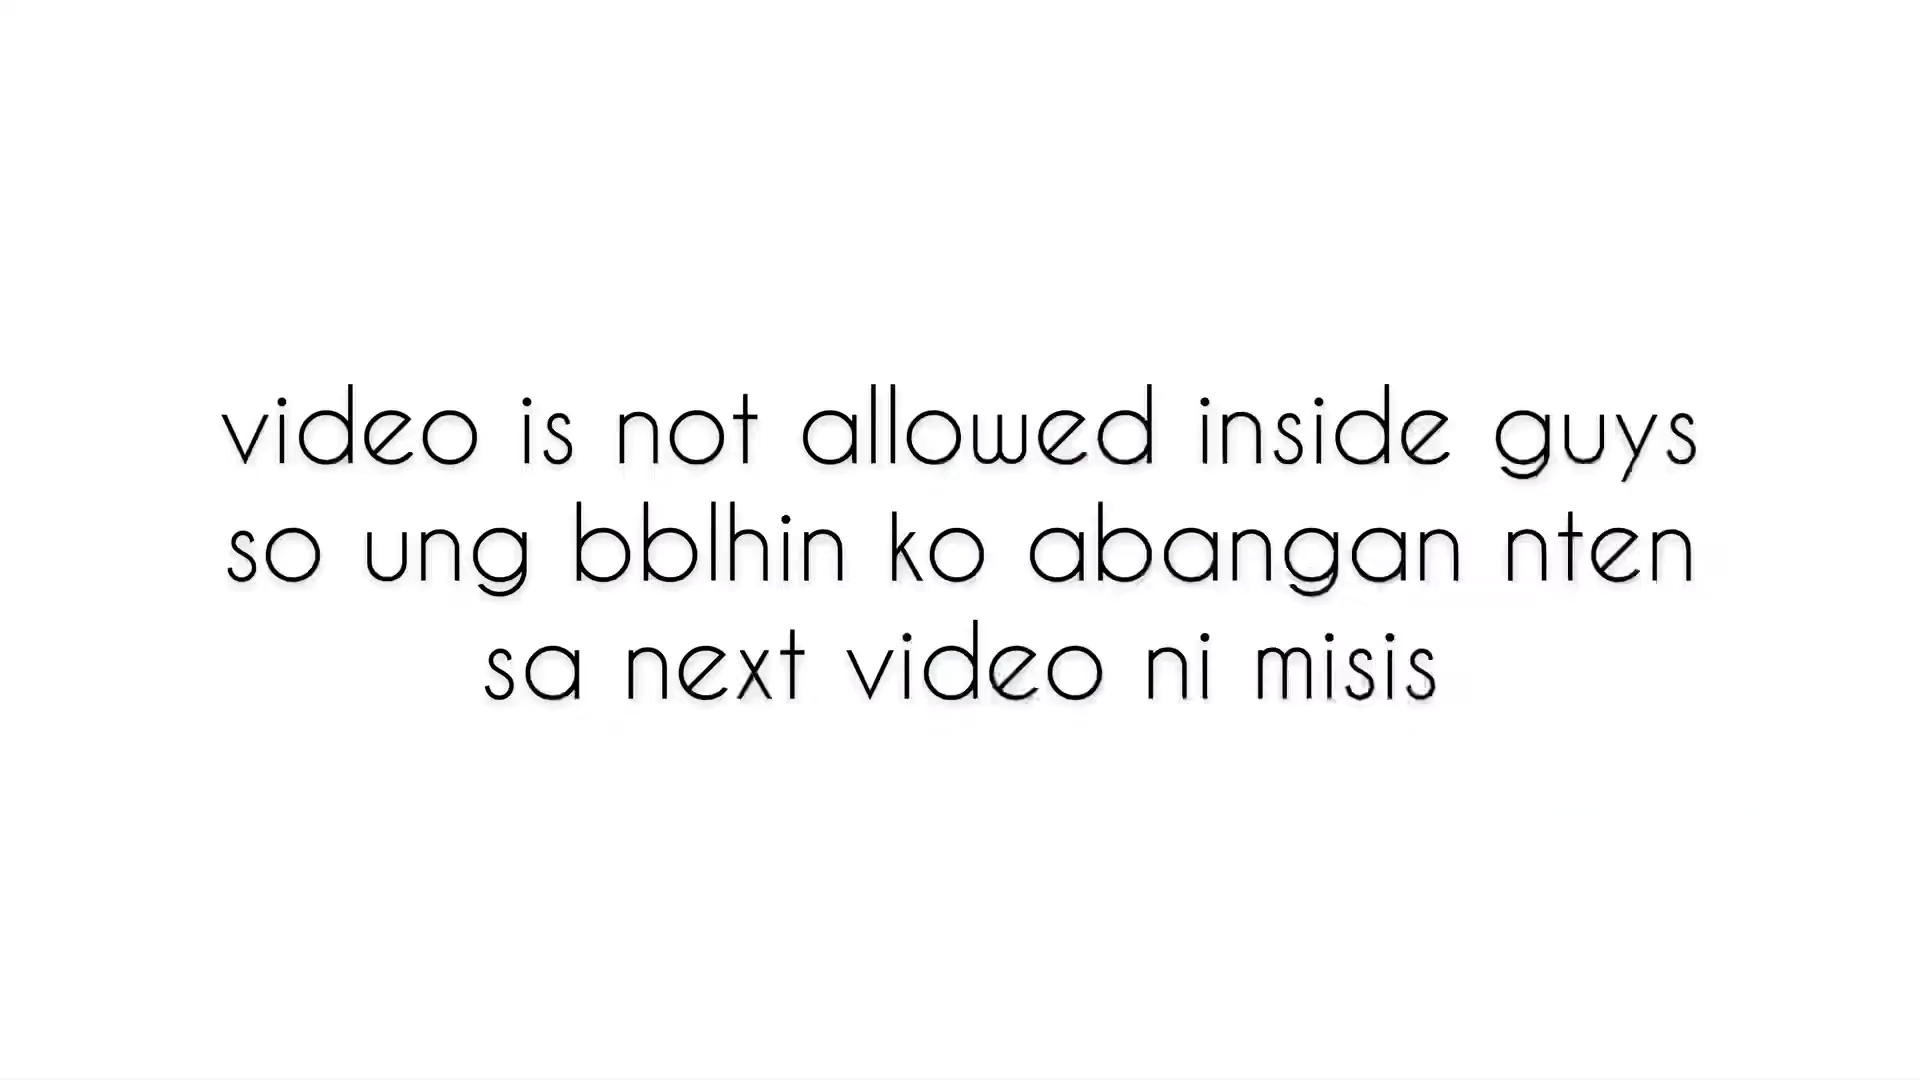 video is not allowed inside guys
so ung bblhin ko abangan nten
sa next video ni misis